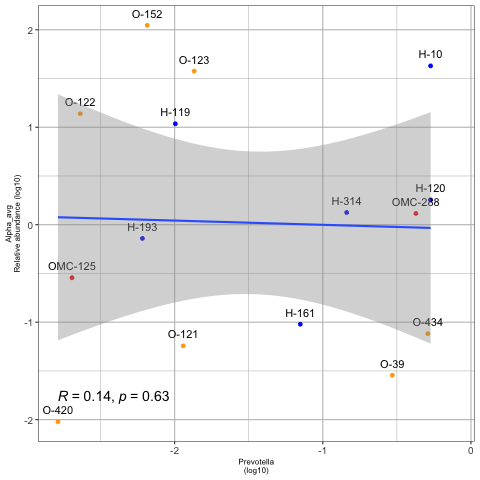 O-152
O-123
H-10
O-122
H-119
H-120
H-314
OMC-288
H-193
OMC-125
H-161
O-434
O-121
O-39
R = 0.14, p = 0.63
O-420
2
1
0
-1
-2
-2
-1
0
Alpha_avg
Relative abundance (log10)
Prevotella
(log10)